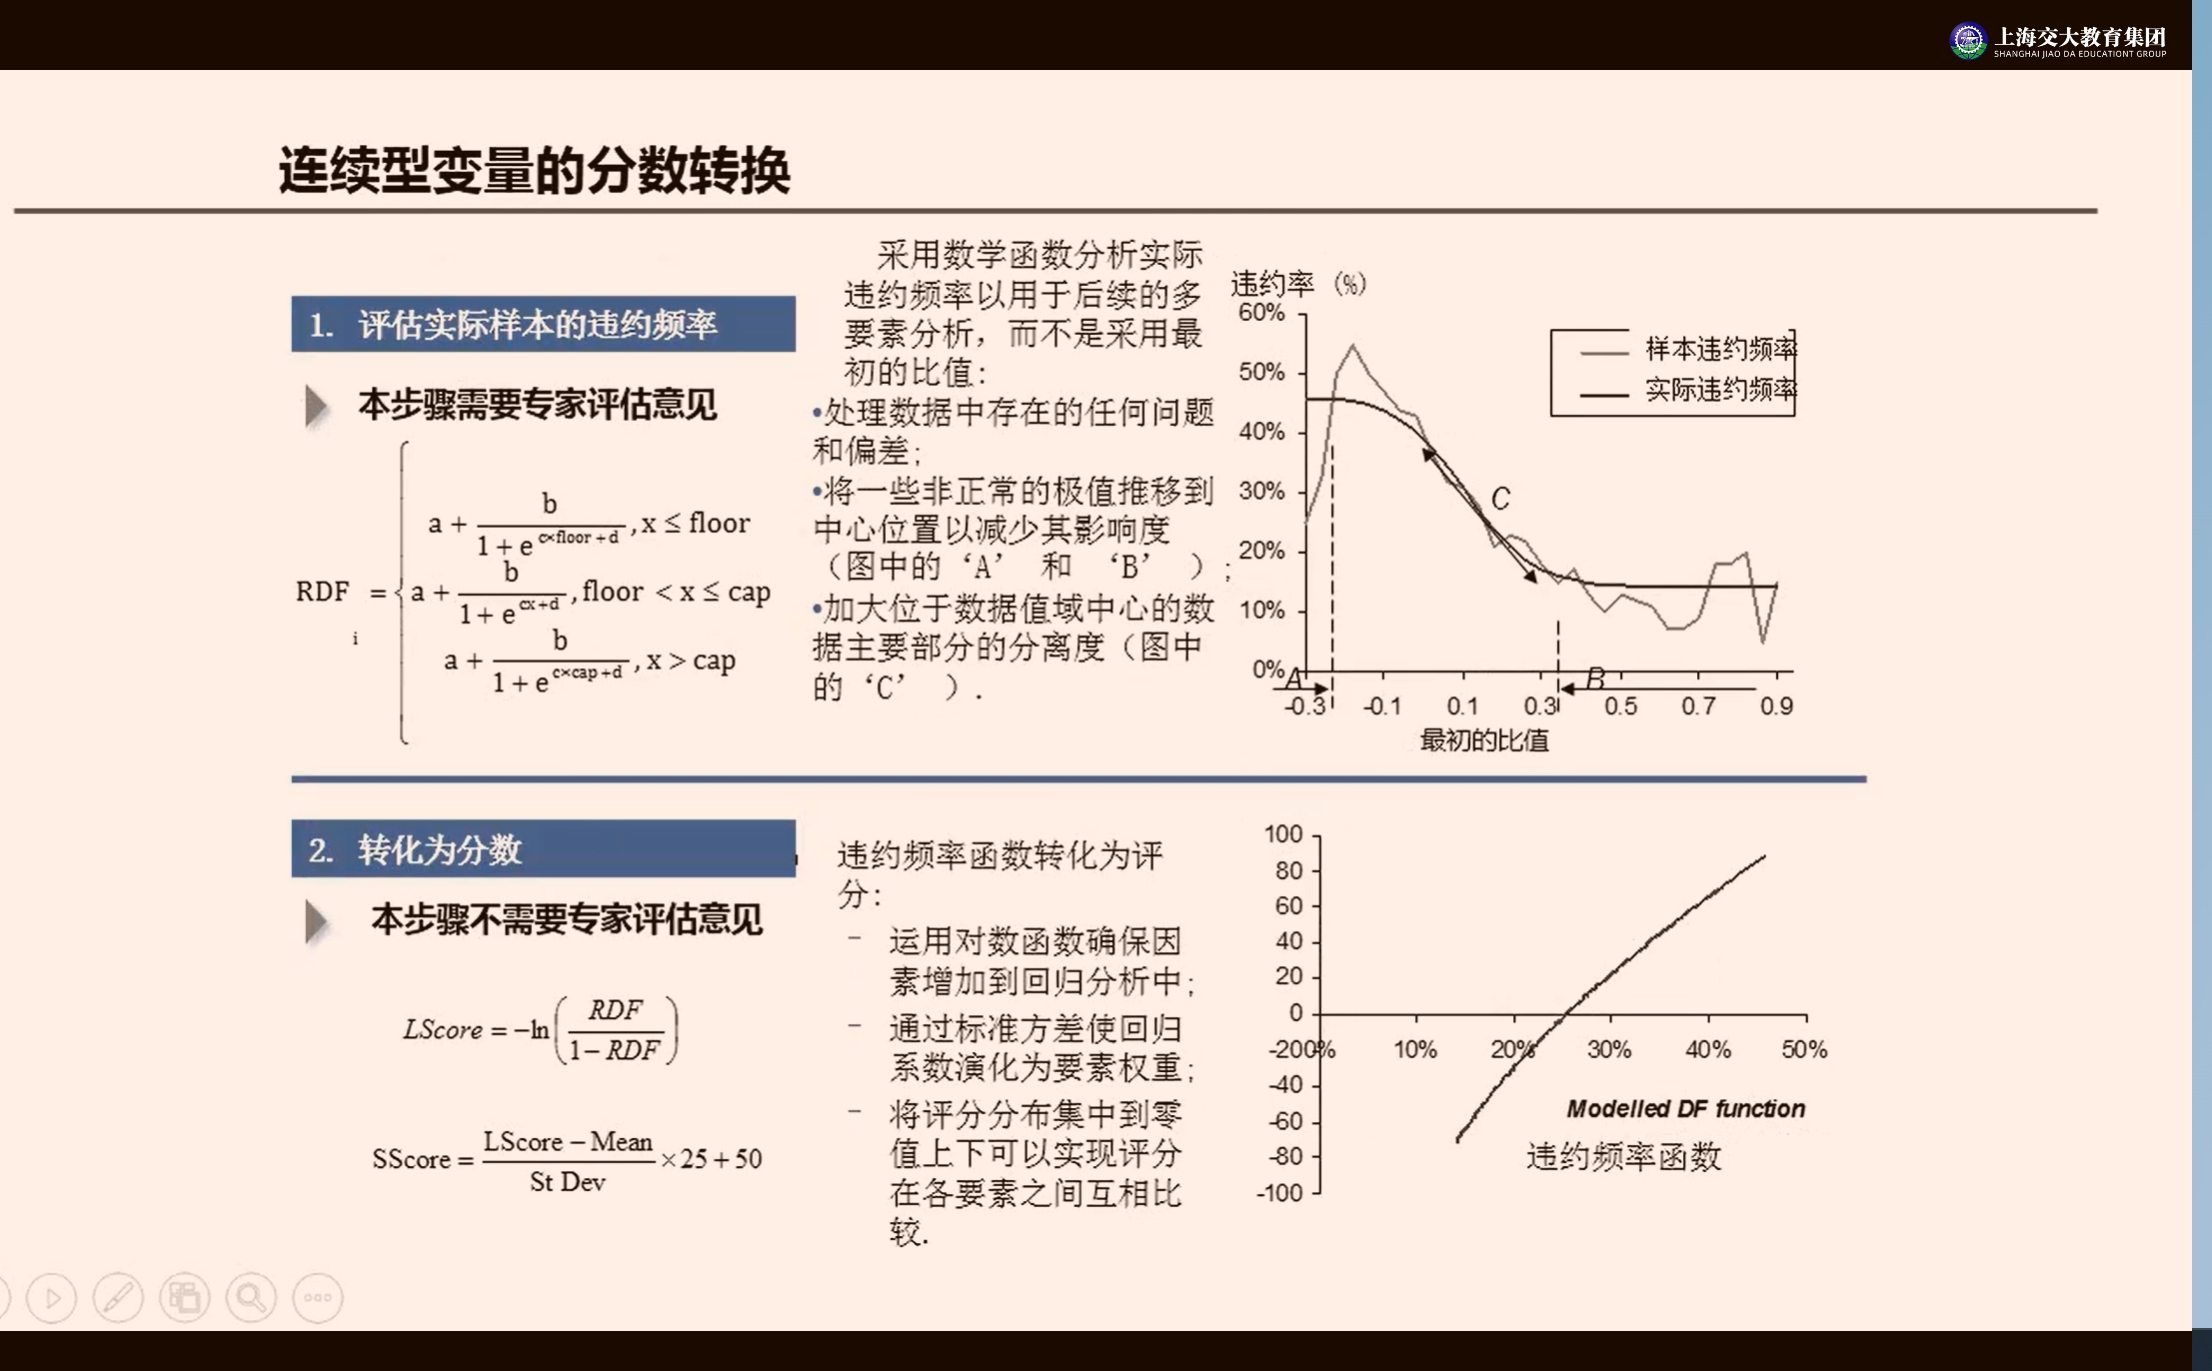 上海交大教育集团
SHANGHAI JIAO DA EDUCATIONT GROUP
连续型变量的分数转换
1. 评估实际样本的违约频率
本步骤需要专家评估意见
RDF i = { a + b / (1 + e^(c×floor+d)) , x ≤ floor
a + b / (1 + e^(cx+d)) , floor < x ≤ cap
a + b / (1 + e^(c×cap+d)) , x > cap
采用数学函数分析实际
违约频率以用于后续的多
要素分析，而不是采用最
初的比值：
•处理数据中存在的任何问题
和偏差；
•将一些非正常的极值推移到
中心位置以减少其影响度
（图中的‘A’ 和 ‘B’ ）；
•加大位于数据值域中心的数
据主要部分的分离度（图中
的‘C’ ）.
违约率（%）
60%
50%
40%
30%
20%
10%
0%
样本违约频率
实际违约频率
C
A
B
-0.3 -0.1 0.1 0.3 0.5 0.7 0.9
最初的比值
2. 转化为分数
本步骤不需要专家评估意见
LScore = −ln(RDF / (1 − RDF))
SScore = (LScore − Mean) / St Dev × 25 + 50
违约频率函数转化为评
分：
– 运用对数函数确保因
素增加到回归分析中；
– 通过标准方差使回归
系数演化为要素权重；
– 将评分分布集中到零
值上下可以实现评分
在各要素之间互相比
较.
100
80
60
40
20
0
-20 0% 10% 20% 30% 40% 50%
-40
-60
-80
-100
Modelled DF function
违约频率函数